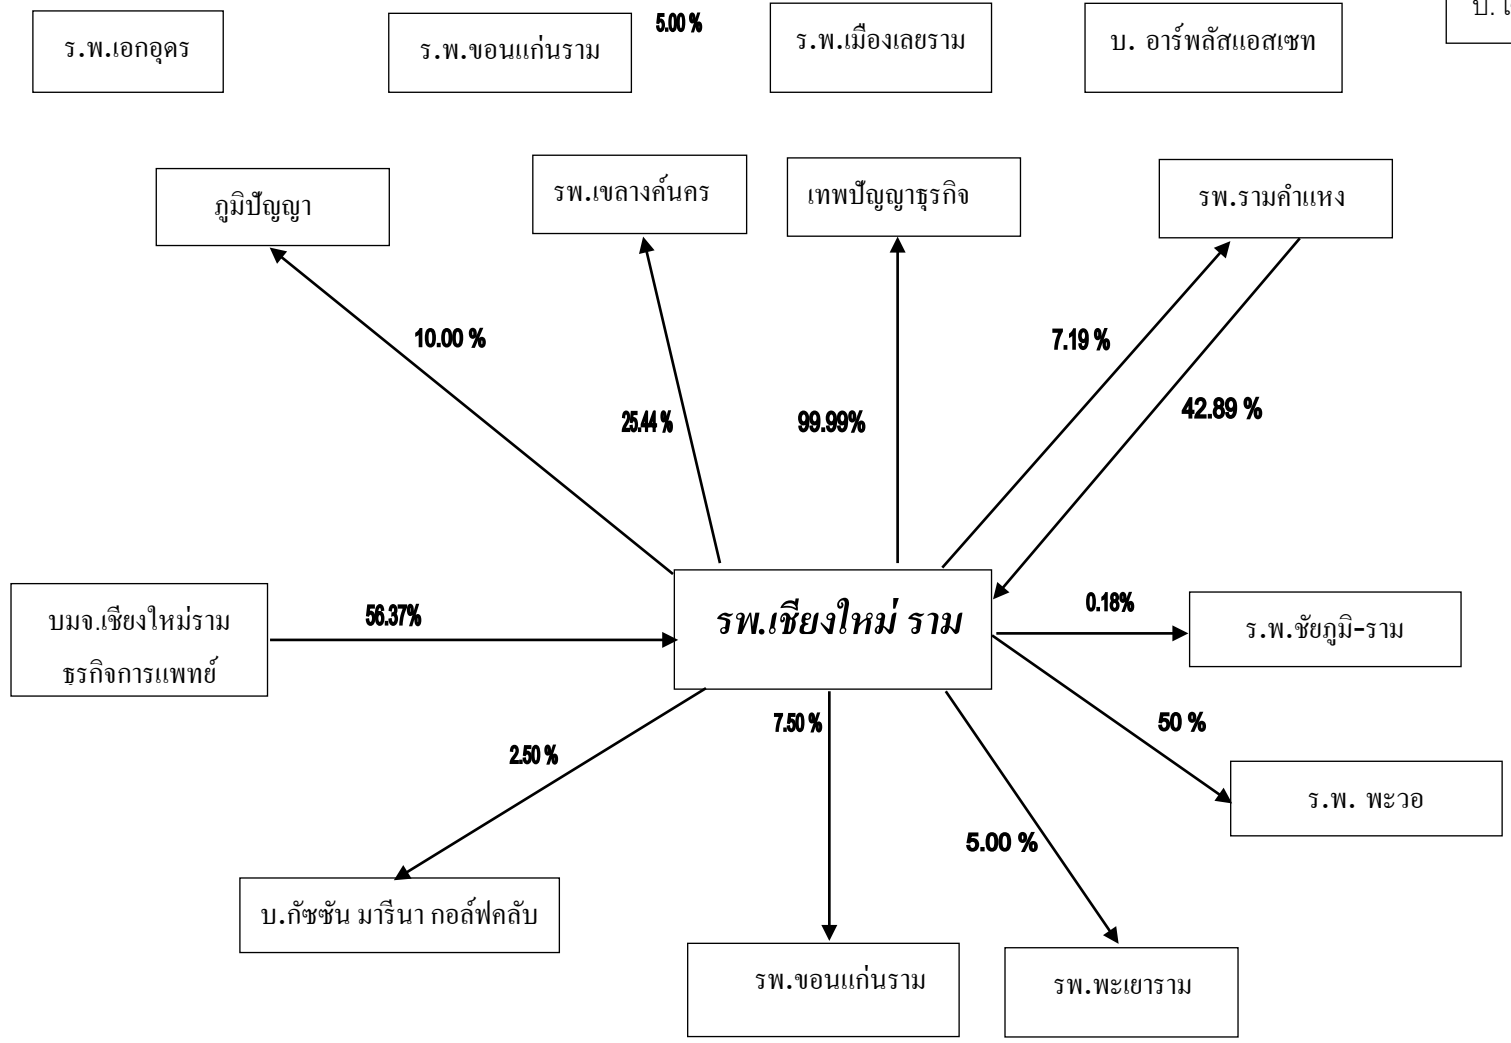 5.00 %
ร.พ.เอกอุดร
ร.พ.ขอนแก่นราม
ร.พ.เมืองเลยราม
บ. อาร์พลัสแอสเซท
ภูมิปัญญา
รพ.เขลางค์นคร
เทพปัญญาธุรกิจ
รพ.รามคำแหง
10.00 %
25.44 %
99.99%
7.19 %
42.89 %
บมจ.เชียงใหม่ราม
ธุรกิจการแพทย์
56.37%
รพ.เชียงใหม่ ราม
0.18%
ร.พ.ชัยภูมิ-ราม
2.50 %
7.50 %
5.00 %
50 %
ร.พ. พะวอ
บ.กัซซัน มารีนา กอล์ฟคลับ
รพ.ขอนแก่นราม
รพ.พะเยาราม